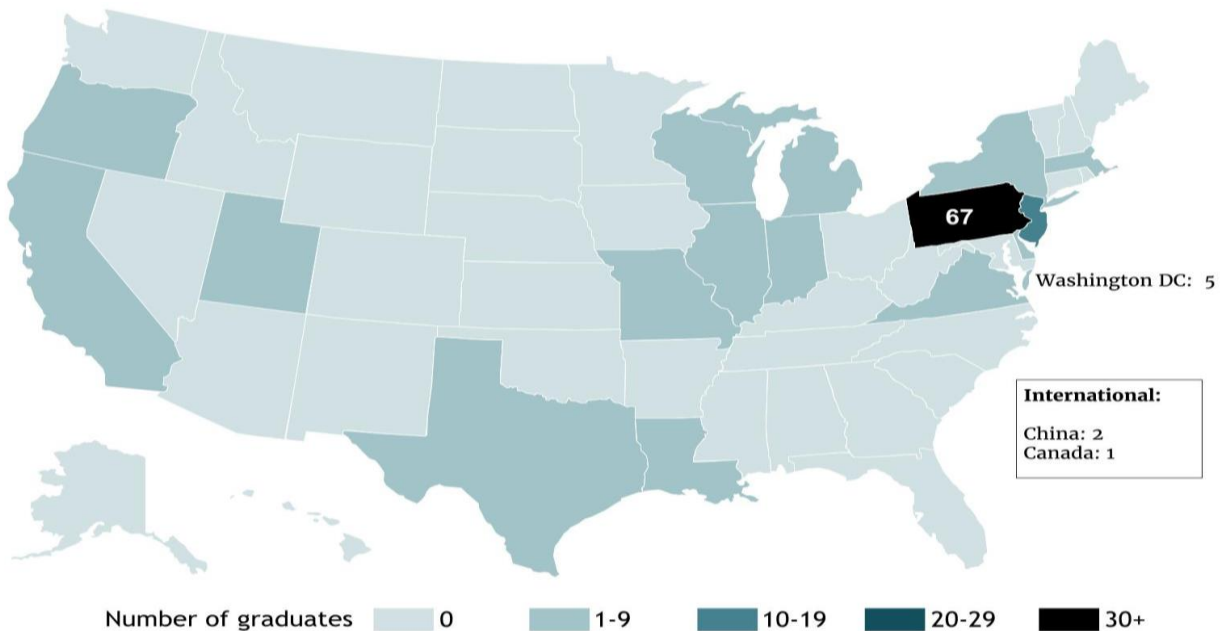 67
Washington DC: 5
International:
China: 2
Canada: 1
Number of graduates 0 1-9 10-19 20-29 30+